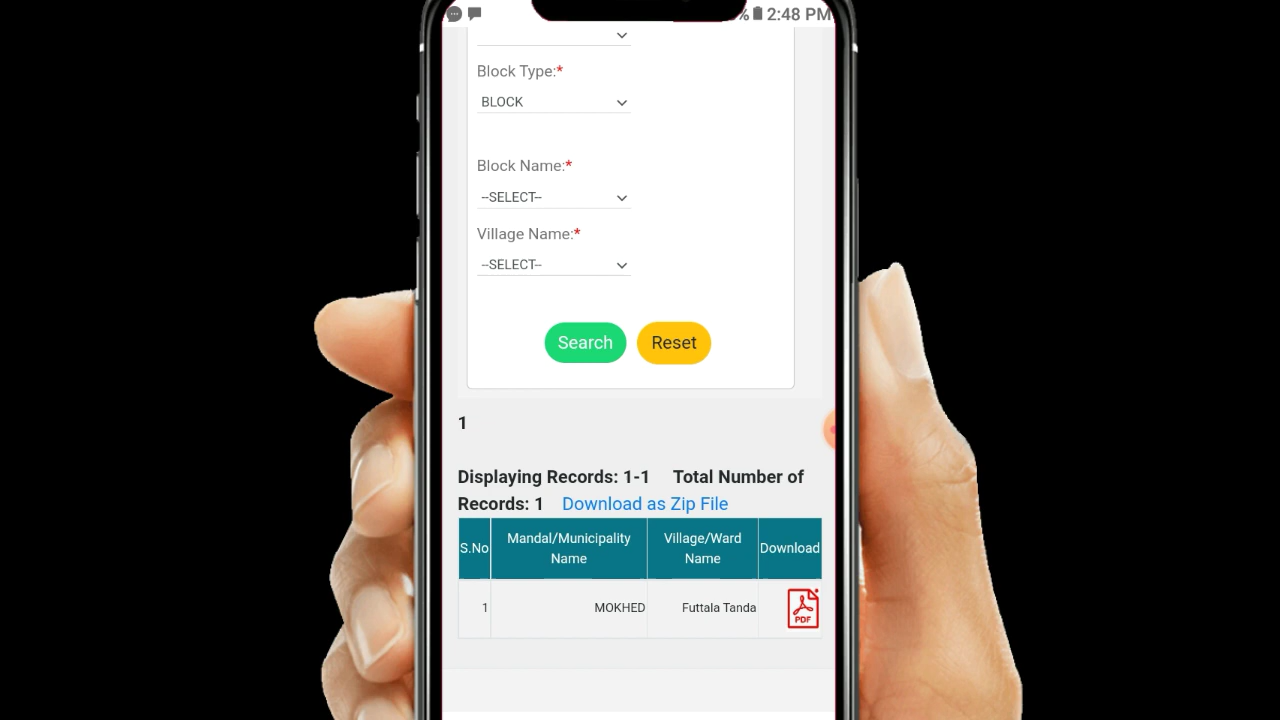 % 2:48 PM
Block Type:*
BLOCK
Block Name:*
--SELECT--
Village Name:*
--SELECT--
Search Reset
1
Displaying Records: 1-1 Total Number of
Records: 1 Download as Zip File
S.No Mandal/Municipality Name Village/Ward Name Download
1 MOKHED Futtala Tanda PDF